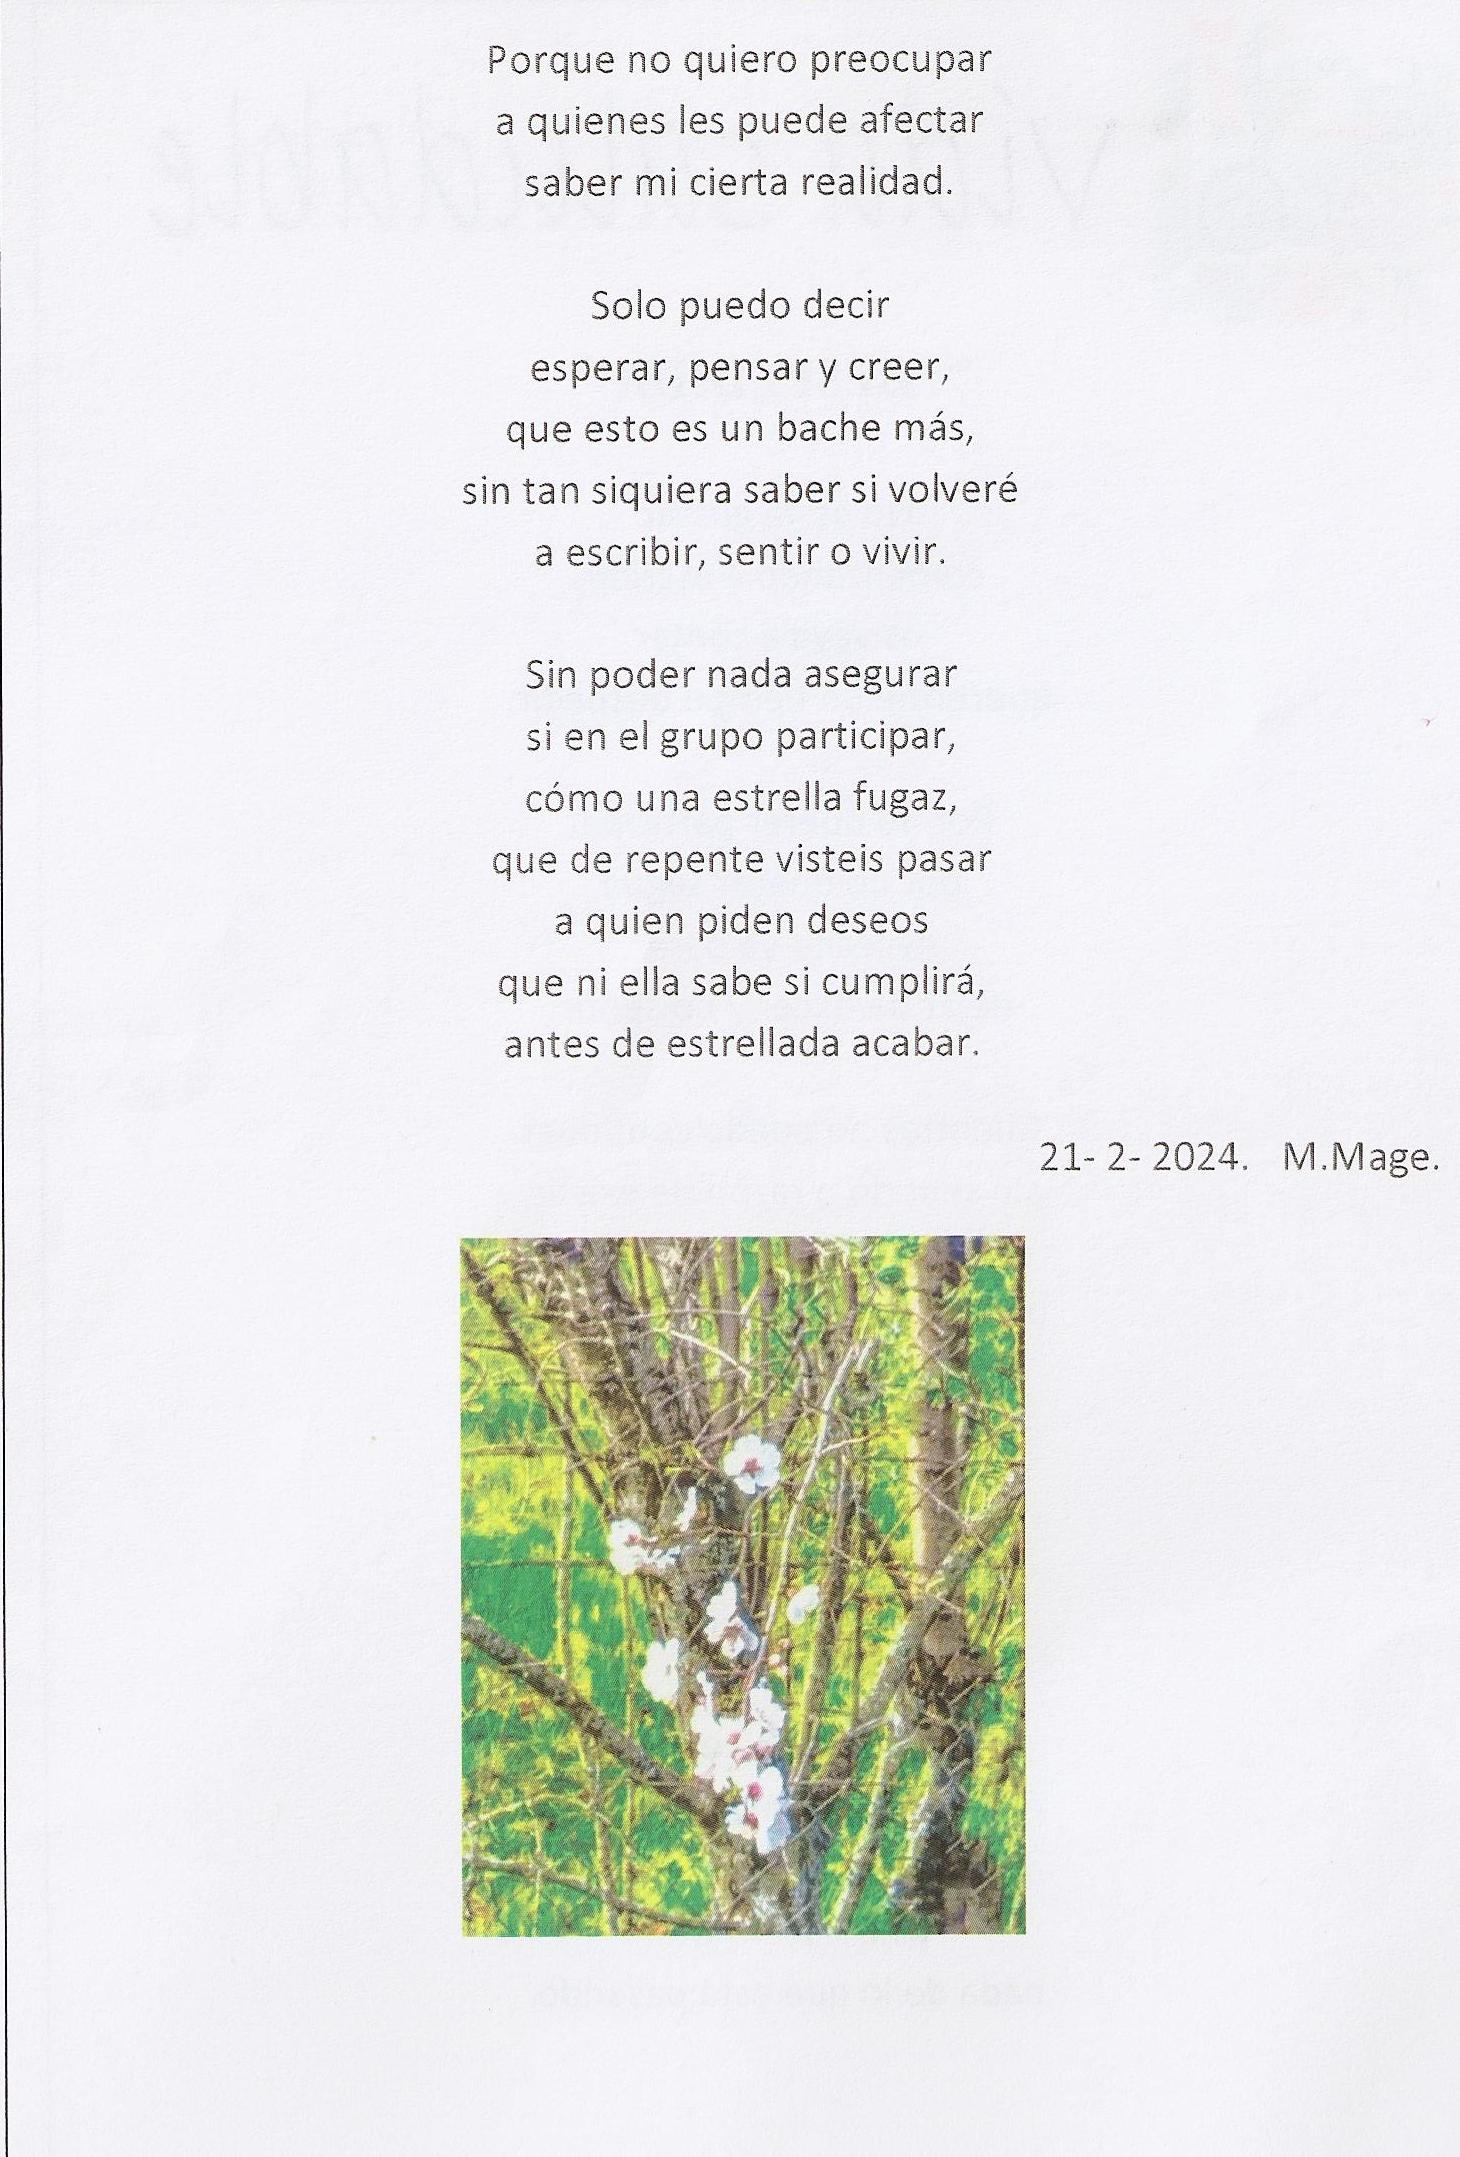 Porque no quiero preocupar
a quienes les puede afectar
saber mi cierta realidad.
Solo puedo decir
esperar, pensar y creer,
que esto es un bache más,
sin tan siquiera saber si volveré
a escribir, sentir o vivir.
Sin poder nada asegurar
si en el grupo participar,
cómo una estrella fugaz,
que de repente visteis pasar
a quien piden deseos
que ni ella sabe si cumplirá,
antes de estrellada acabar.
21- 2- 2024. M.Mage.